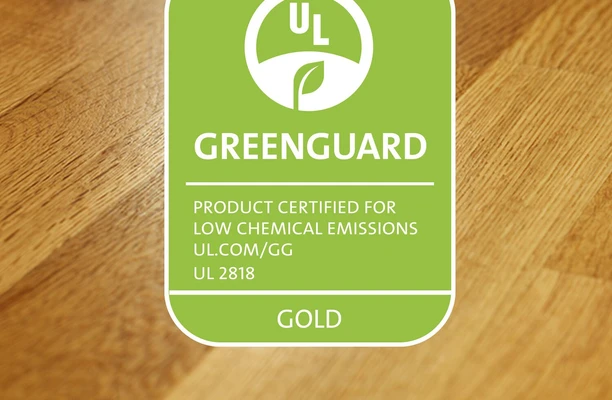 UL
GREENGUARD
PRODUCT CERTIFIED FOR
LOW CHEMICAL EMISSIONS
UL.COM/GG
UL 2818
GOLD